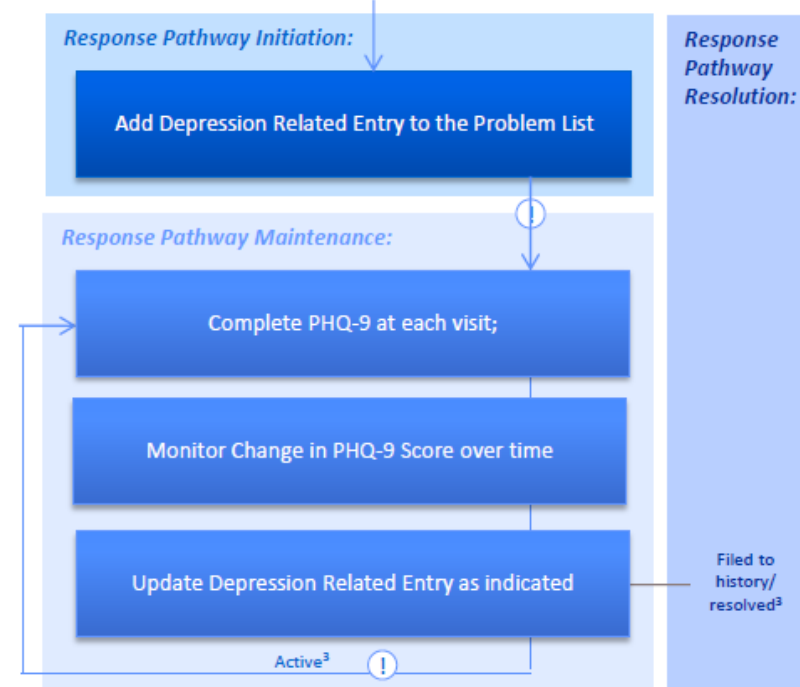 Response Pathway Initiation:
Add Depression Related Entry to the Problem List
!
Response Pathway Maintenance:
Complete PHQ-9 at each visit;
Monitor Change in PHQ-9 Score over time
Update Depression Related Entry as indicated
Active³
!
Response
Pathway
Resolution:
Filed to
history/
resolved³